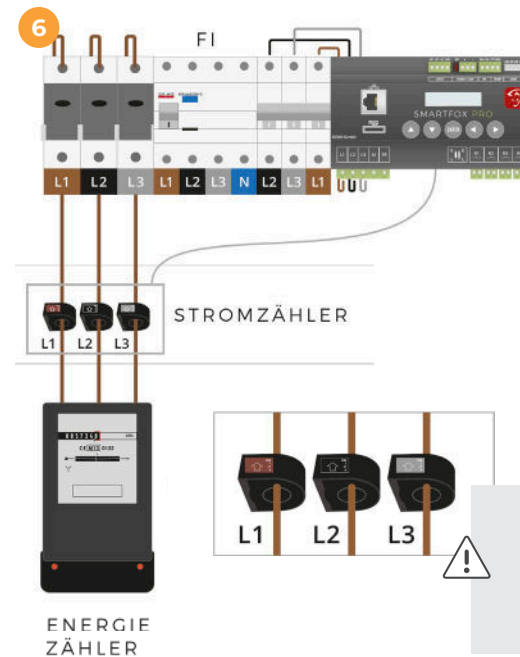 6
FI
SMARTFOX PRO
INFO
L1 L2 L3 L1 L2 L3 N L2 L3 L1
STROMZÄHLER
L1 L2 L3
L1 L2 L3
ENERGIE
ZÄHLER